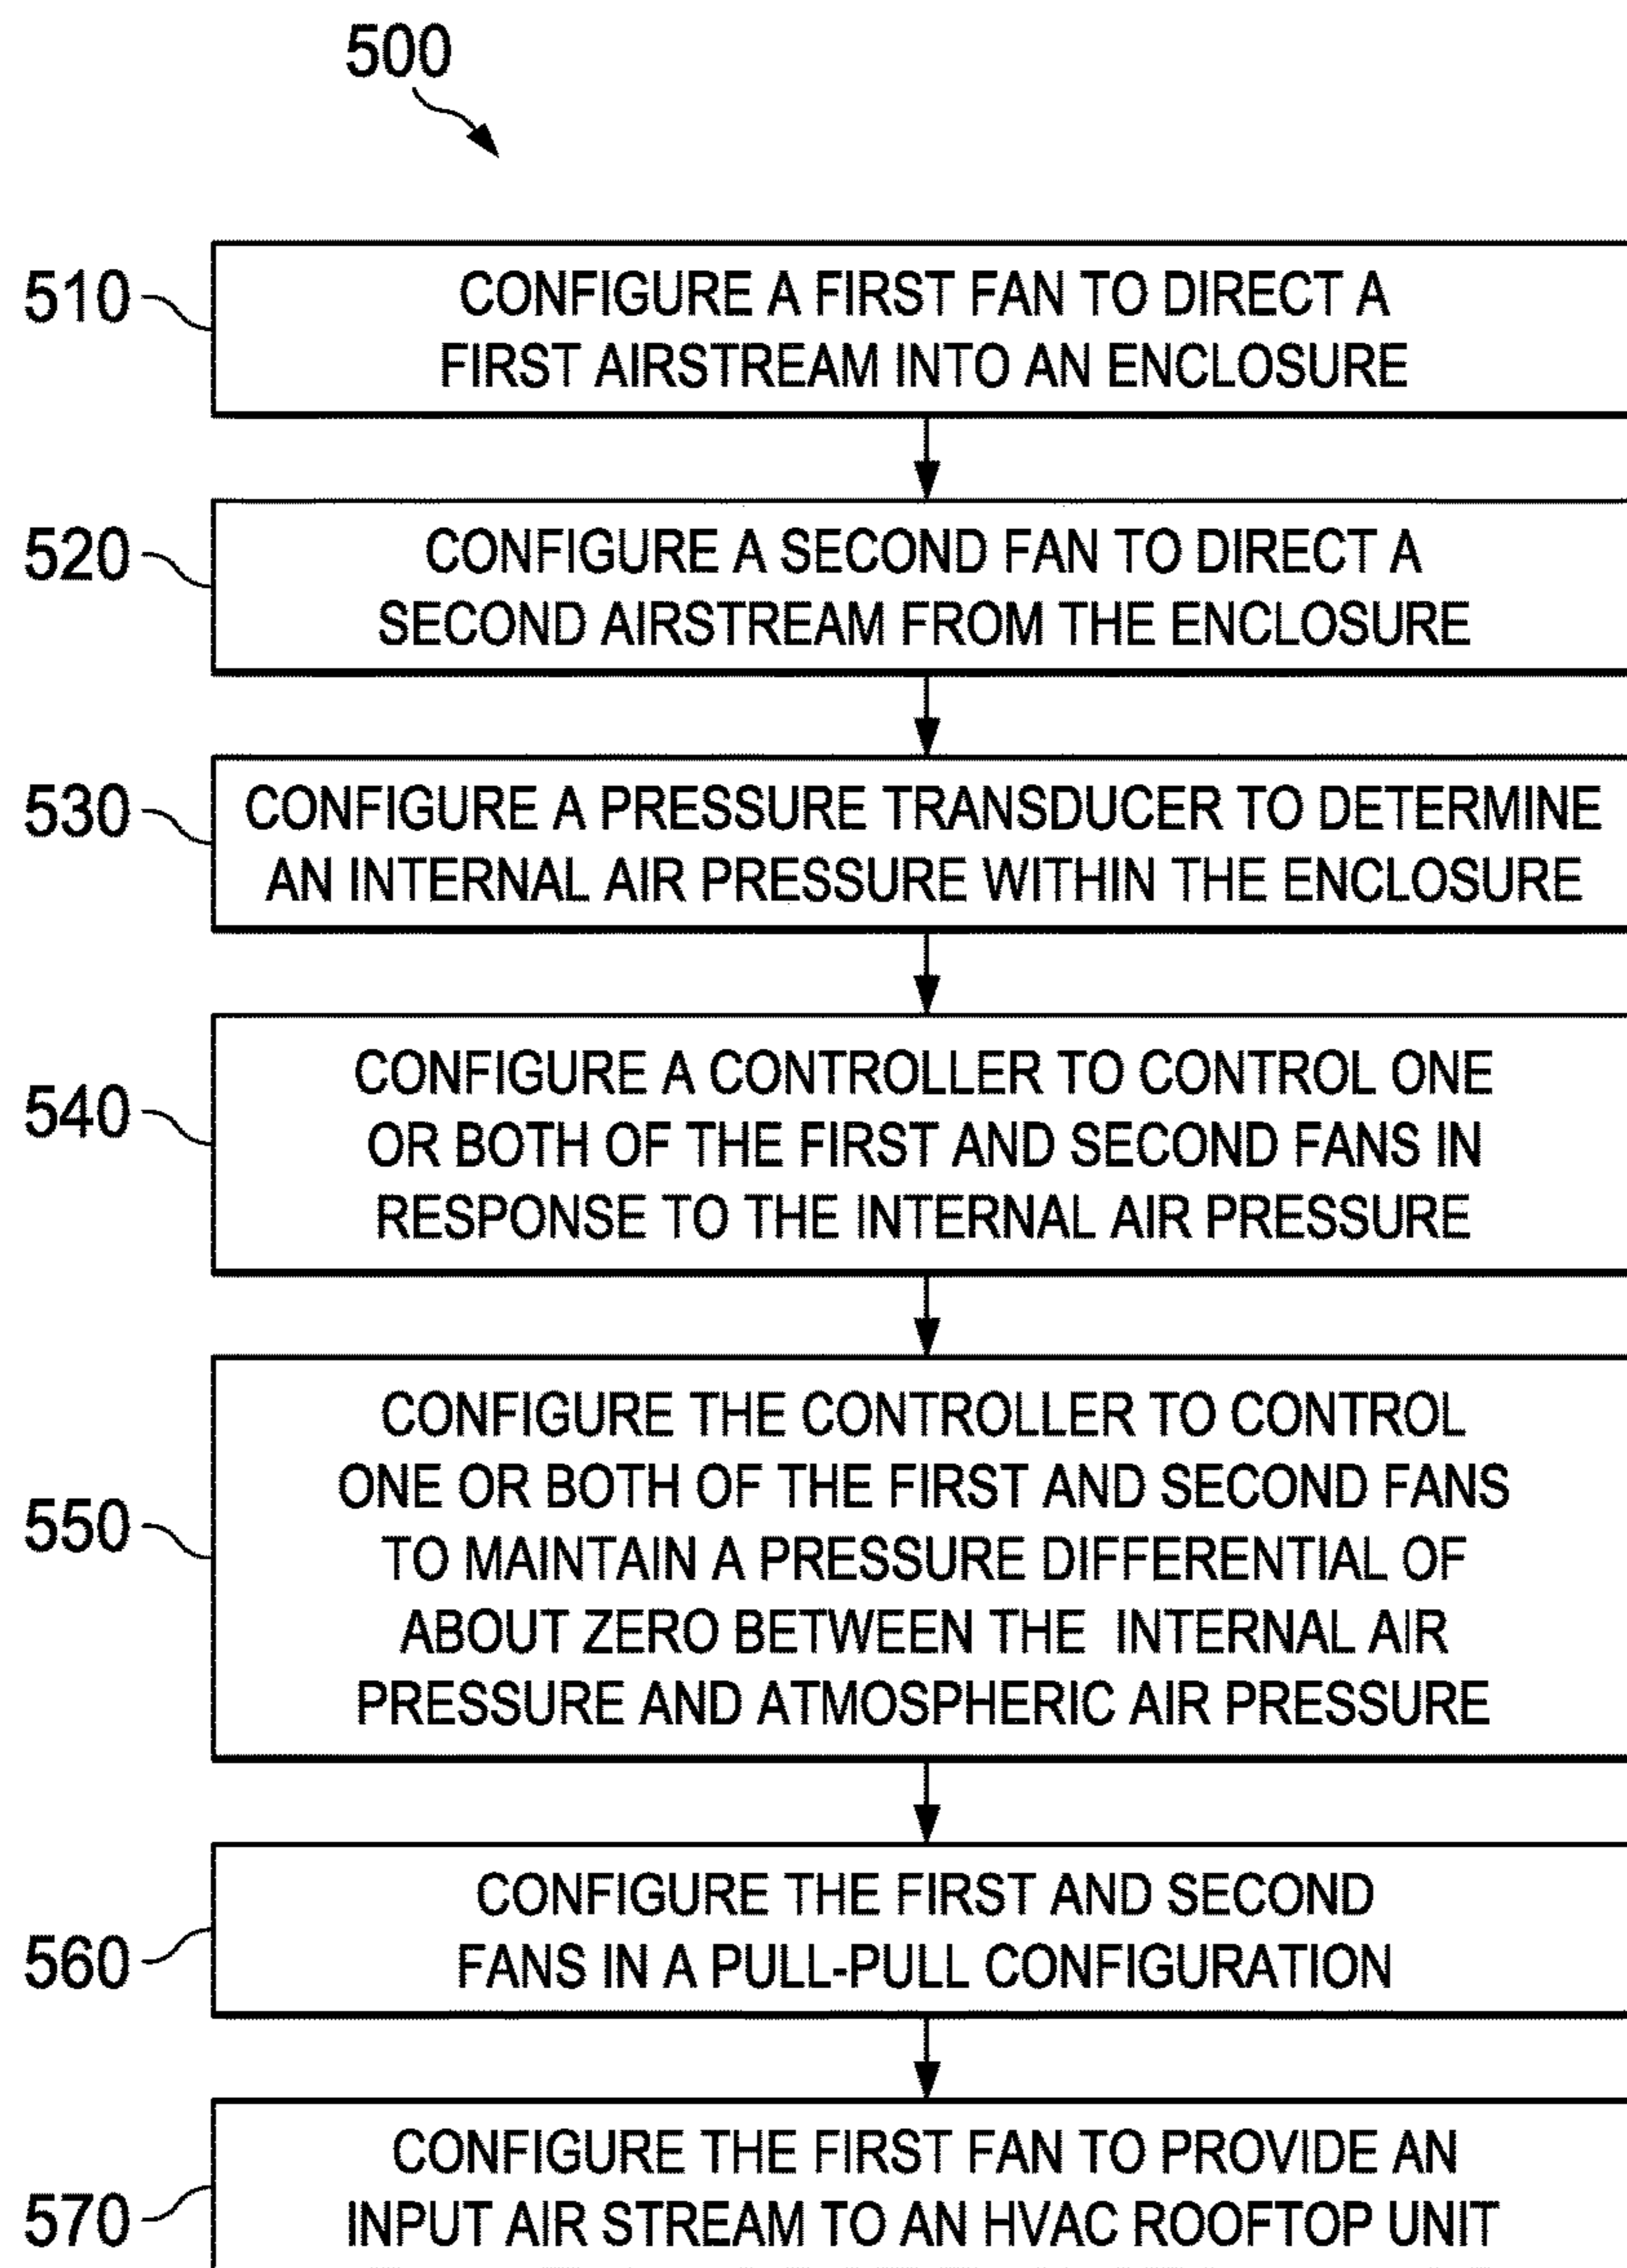 500
510
CONFIGURE A FIRST FAN TO DIRECT A
FIRST AIRSTREAM INTO AN ENCLOSURE
520
CONFIGURE A SECOND FAN TO DIRECT A
SECOND AIRSTREAM FROM THE ENCLOSURE
530
CONFIGURE A PRESSURE TRANSDUCER TO DETERMINE
AN INTERNAL AIR PRESSURE WITHIN THE ENCLOSURE
540
CONFIGURE A CONTROLLER TO CONTROL ONE
OR BOTH OF THE FIRST AND SECOND FANS IN
RESPONSE TO THE INTERNAL AIR PRESSURE
550
CONFIGURE THE CONTROLLER TO CONTROL
ONE OR BOTH OF THE FIRST AND SECOND FANS
TO MAINTAIN A PRESSURE DIFFERENTIAL OF
ABOUT ZERO BETWEEN THE INTERNAL AIR
PRESSURE AND ATMOSPHERIC AIR PRESSURE
560
CONFIGURE THE FIRST AND SECOND
FANS IN A PULL-PULL CONFIGURATION
570
CONFIGURE THE FIRST FAN TO PROVIDE AN
INPUT AIR STREAM TO AN HVAC ROOFTOP UNIT